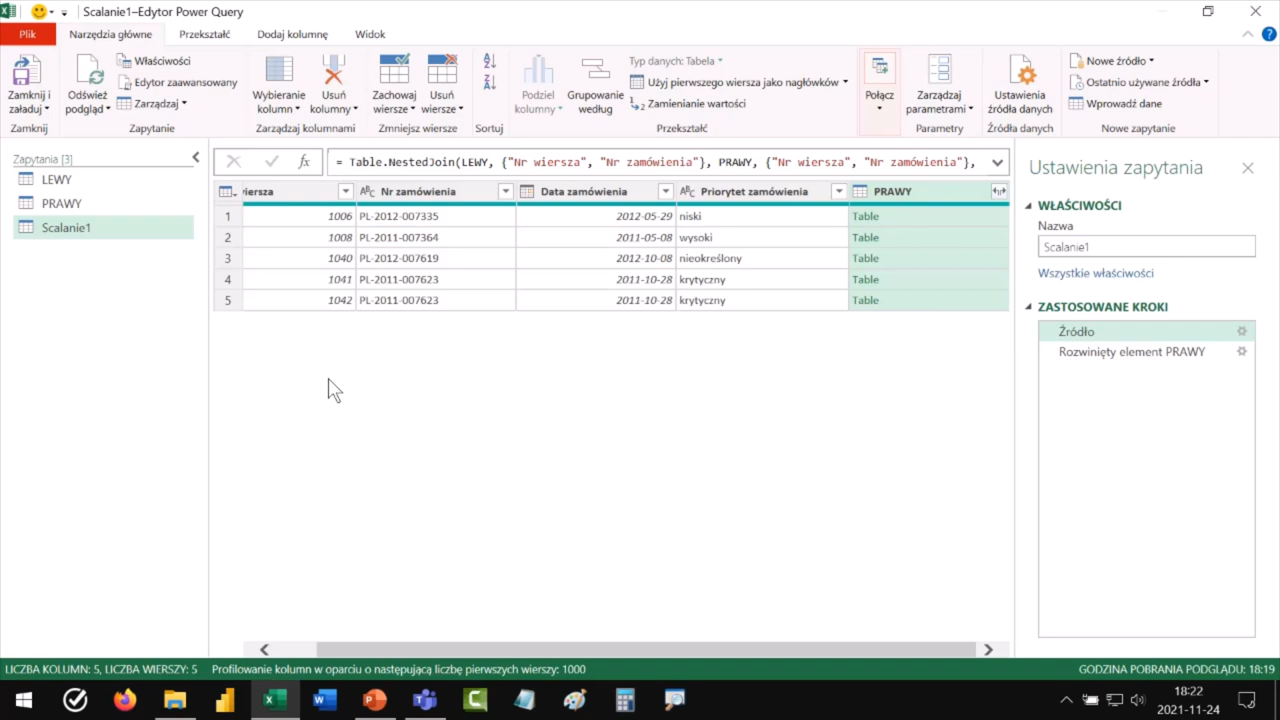 Scalanie1–Edytor Power Query
Plik
Narzędzia główne
Przekształć
Dodaj kolumnę
Widok
Zamknij i załaduj
Zamknij
Odśwież podgląd
Właściwości
Edytor zaawansowany
Zarządzaj
Zapytanie
Wybieranie kolumn
Usuń kolumny
Zarządzaj kolumnami
Zachowaj wiersze
Usuń wiersze
Zmniejsz wiersze
Sortuj
Podziel kolumny
Grupowanie według
Typ danych: Tabela
Użyj pierwszego wiersza jako nagłówków
Zamienianie wartości
Przekształć
Połącz
Zarządzaj parametrami
Parametry
Ustawienia źródła danych
Źródła danych
Nowe źródło
Ostatnio używane źródła
Wprowadź dane
Nowe zapytanie
Zapytania [3]
LEWY
PRAWY
Scalanie1
fx
= Table.NestedJoin(LEWY, {"Nr wiersza", "Nr zamówienia"}, PRAWY, {"Nr wiersza", "Nr zamówienia"},
wiersza Nr zamówienia Data zamówienia Priorytet zamówienia PRAWY
1 1006 PL-2012-007335 2012-05-29 niski Table
2 1008 PL-2011-007364 2011-05-08 wysoki Table
3 1040 PL-2012-007619 2012-10-08 nieokreślony Table
4 1041 PL-2011-007623 2011-10-28 krytyczny Table
5 1042 PL-2011-007623 2011-10-28 krytyczny Table
Ustawienia zapytania
WŁAŚCIWOŚCI
Nazwa
Scalanie1
Wszystkie właściwości
ZASTOSOWANE KROKI
Źródło
Rozwinięty element PRAWY
LICZBA KOLUMN: 5, LICZBA WIERSZY: 5
Profilowanie kolumn w oparciu o następującą liczbę pierwszych wierszy: 1000
GODZINA POBRANIA PODGLĄDU: 18:19
18:22
2021-11-24